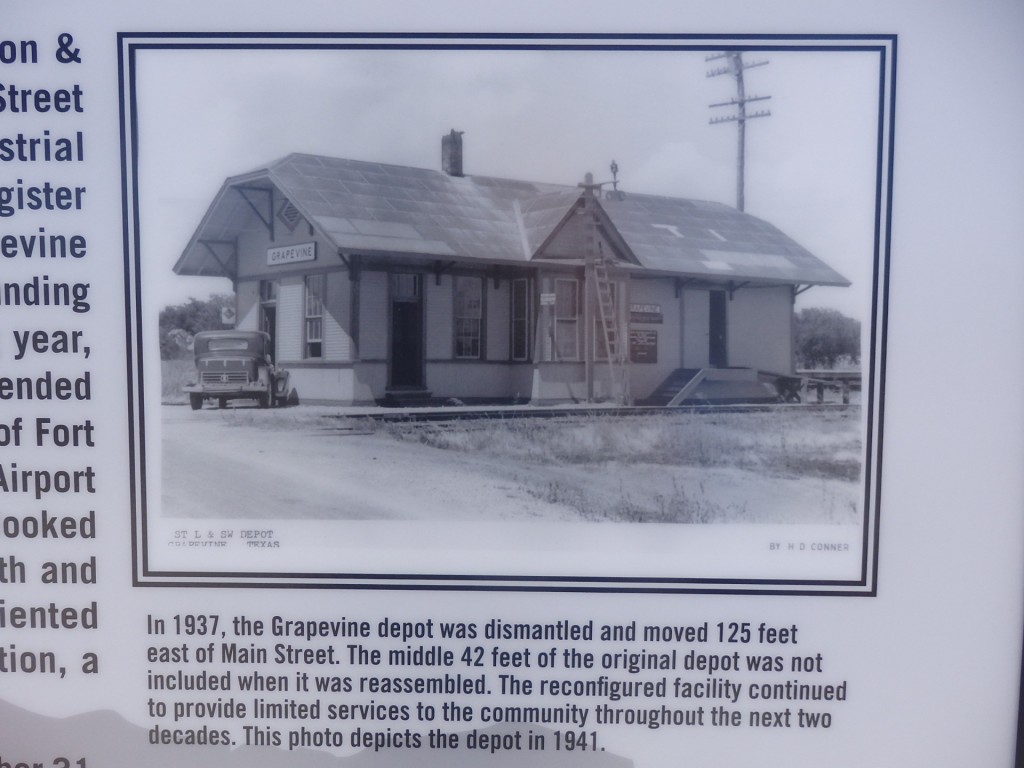 on &
Street
strial
gister
evine
nding
year,
ended
of Fort
Airport
ooked
th and
iented
tion, a
GRAPEVINE
ST L & SW DEPOT
GRAPEVINE TEXAS
BY H D CONNER
In 1937, the Grapevine depot was dismantled and moved 125 feet
east of Main Street. The middle 42 feet of the original depot was not
included when it was reassembled. The reconfigured facility continued
to provide limited services to the community throughout the next two
decades. This photo depicts the depot in 1941.